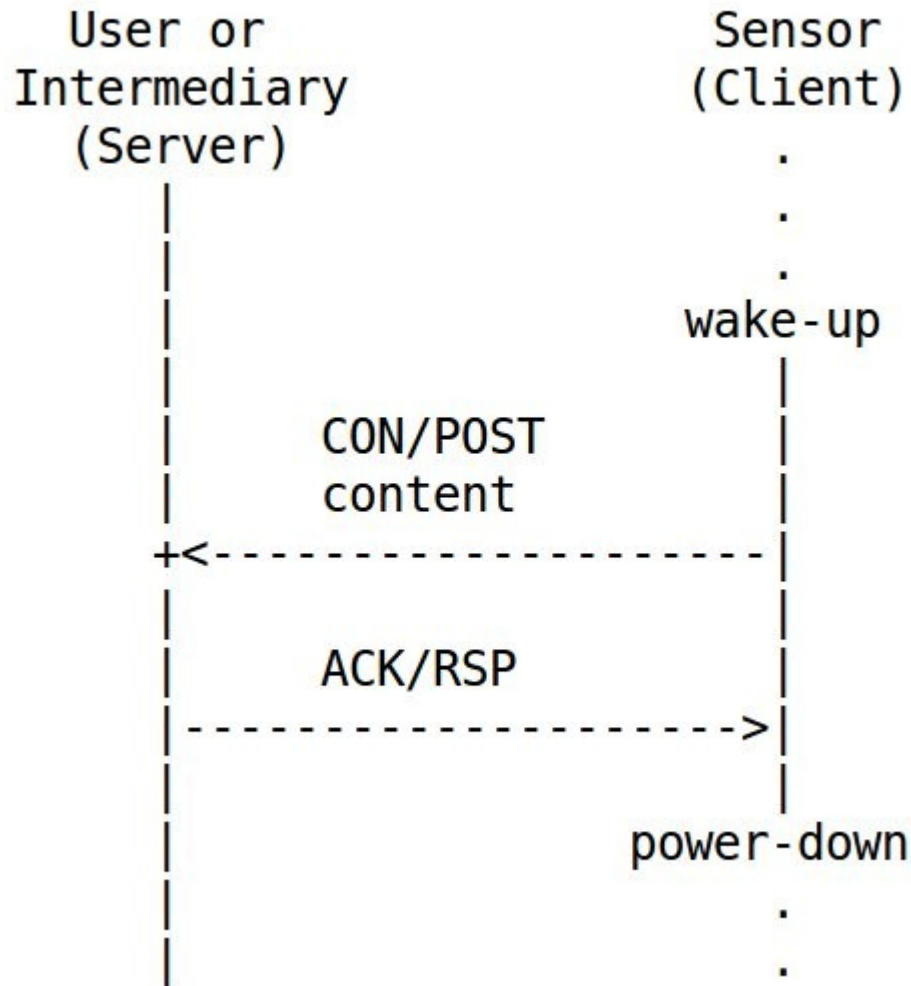 User or Sensor
Intermediary (Client)
(Server) .
| .
| .
| wake-up
| |
| CON/POST |
| content |
+<--------------------|
| |
| ACK/RSP |
|-------------------->|
| |
| power-down
| .
| .